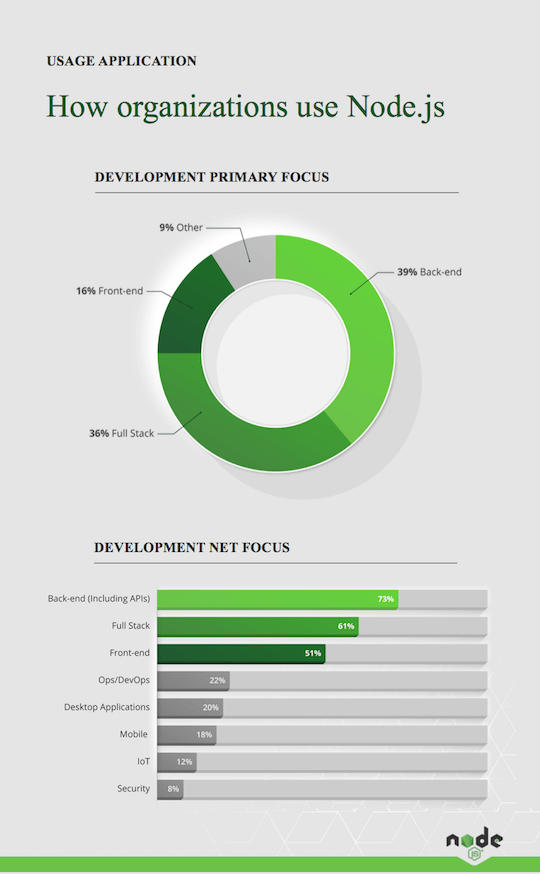 USAGE APPLICATION
How organizations use Node.js
DEVELOPMENT PRIMARY FOCUS
9% Other
39% Back-end
16% Front-end
36% Full Stack
DEVELOPMENT NET FOCUS
Back-end (Including APIs) 73%
Full Stack 61%
Front-end 51%
Ops/DevOps 22%
Desktop Applications 20%
Mobile 18%
IoT 12%
Security 8%
node
JS